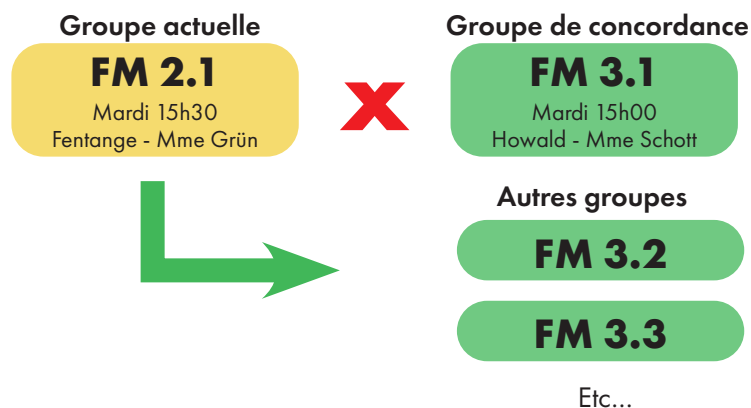 Groupe actuelle
FM 2.1
Mardi 15h30
Fentange - Mme Grün
X
Groupe de concordance
FM 3.1
Mardi 15h00
Howald - Mme Schott
Autres groupes
FM 3.2
FM 3.3
Etc...